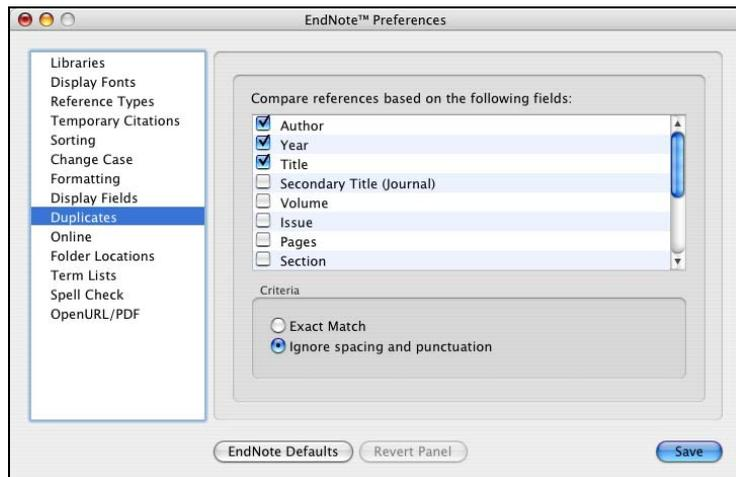 EndNote™ Preferences
Libraries
Display Fonts
Reference Types
Temporary Citations
Sorting
Change Case
Formatting
Display Fields
Duplicates
Online
Folder Locations
Term Lists
Spell Check
OpenURL/PDF
Compare references based on the following fields:
Author
Year
Title
Secondary Title (Journal)
Volume
Issue
Pages
Section
Criteria
Exact Match
Ignore spacing and punctuation
EndNote Defaults
Revert Panel
Save